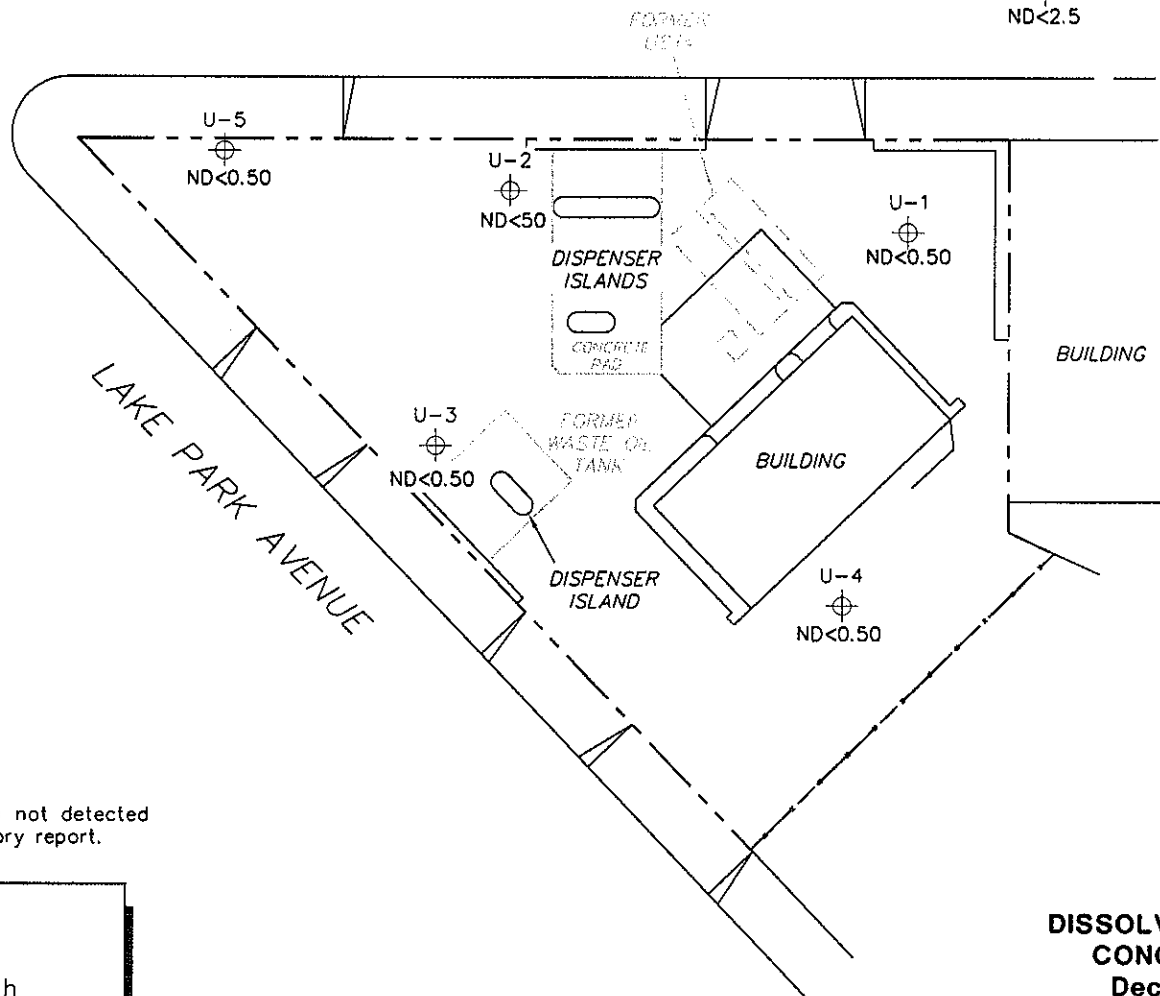 ND<2.5
FORMER
USTs
U-5
ND<0.50
U-2
ND<50
U-1
ND<0.50
DISPENSER
ISLANDS
CONCRETE
PAD
BUILDING
LAKE PARK AVENUE
U-3
ND<0.50
FORMER
WASTE OIL
TANK
BUILDING
DISPENSER
ISLAND
U-4
ND<0.50
not detected
ory report.
h
DISSOLV
CONC
Dec